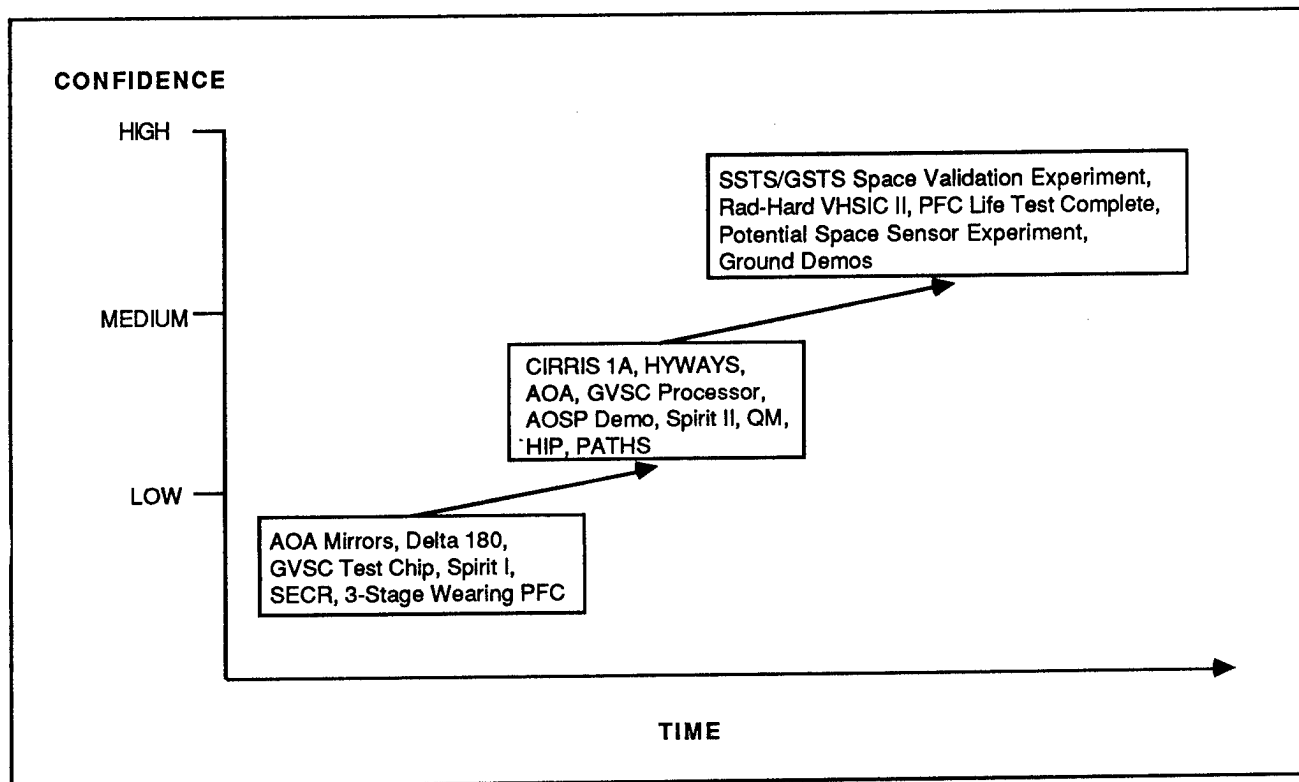 CONFIDENCE
HIGH
SSTS/GSTS Space Validation Experiment,
Rad-Hard VHSIC II, PFC Life Test Complete,
Potential Space Sensor Experiment,
Ground Demos
MEDIUM
CIRRIS 1A, HYWAYS,
AOA, GVSC Processor,
AOSP Demo, Spirit II, QM,
HIP, PATHS
LOW
AOA Mirrors, Delta 180,
GVSC Test Chip, Spirit I,
SECR, 3-Stage Wearing PFC
TIME